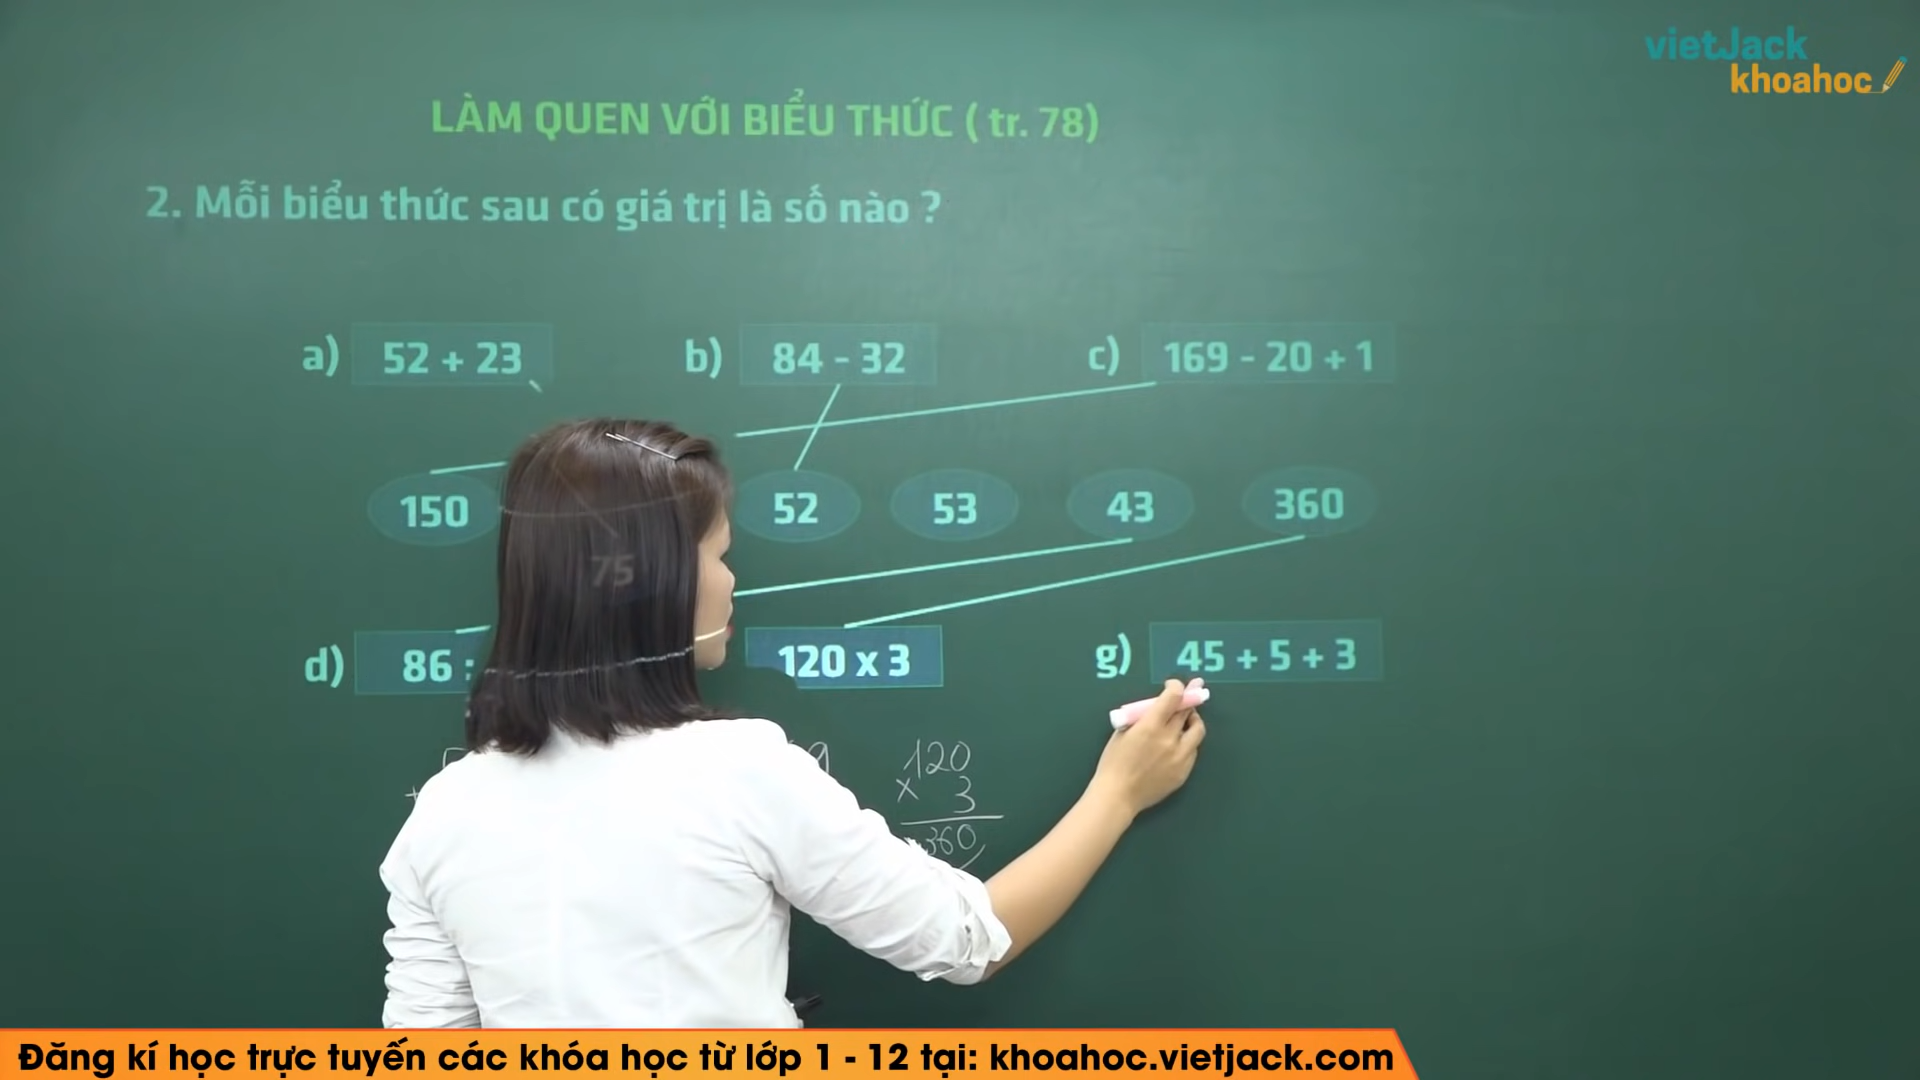 vietJack
khoahoc
LÀM QUEN VỚI BIỂU THỨC ( tr. 78)
2. Mỗi biểu thức sau có giá trị là số nào ?
a) 52 + 23 b) 84 - 32 c) 169 - 20 + 1
150 52 53 43 360
75
d) 86 : 120 x 3 g) 45 + 5 + 3
120
x 3
360
Đăng kí học trực tuyến các khóa học từ lớp 1 - 12 tại: khoahoc.vietjack.com